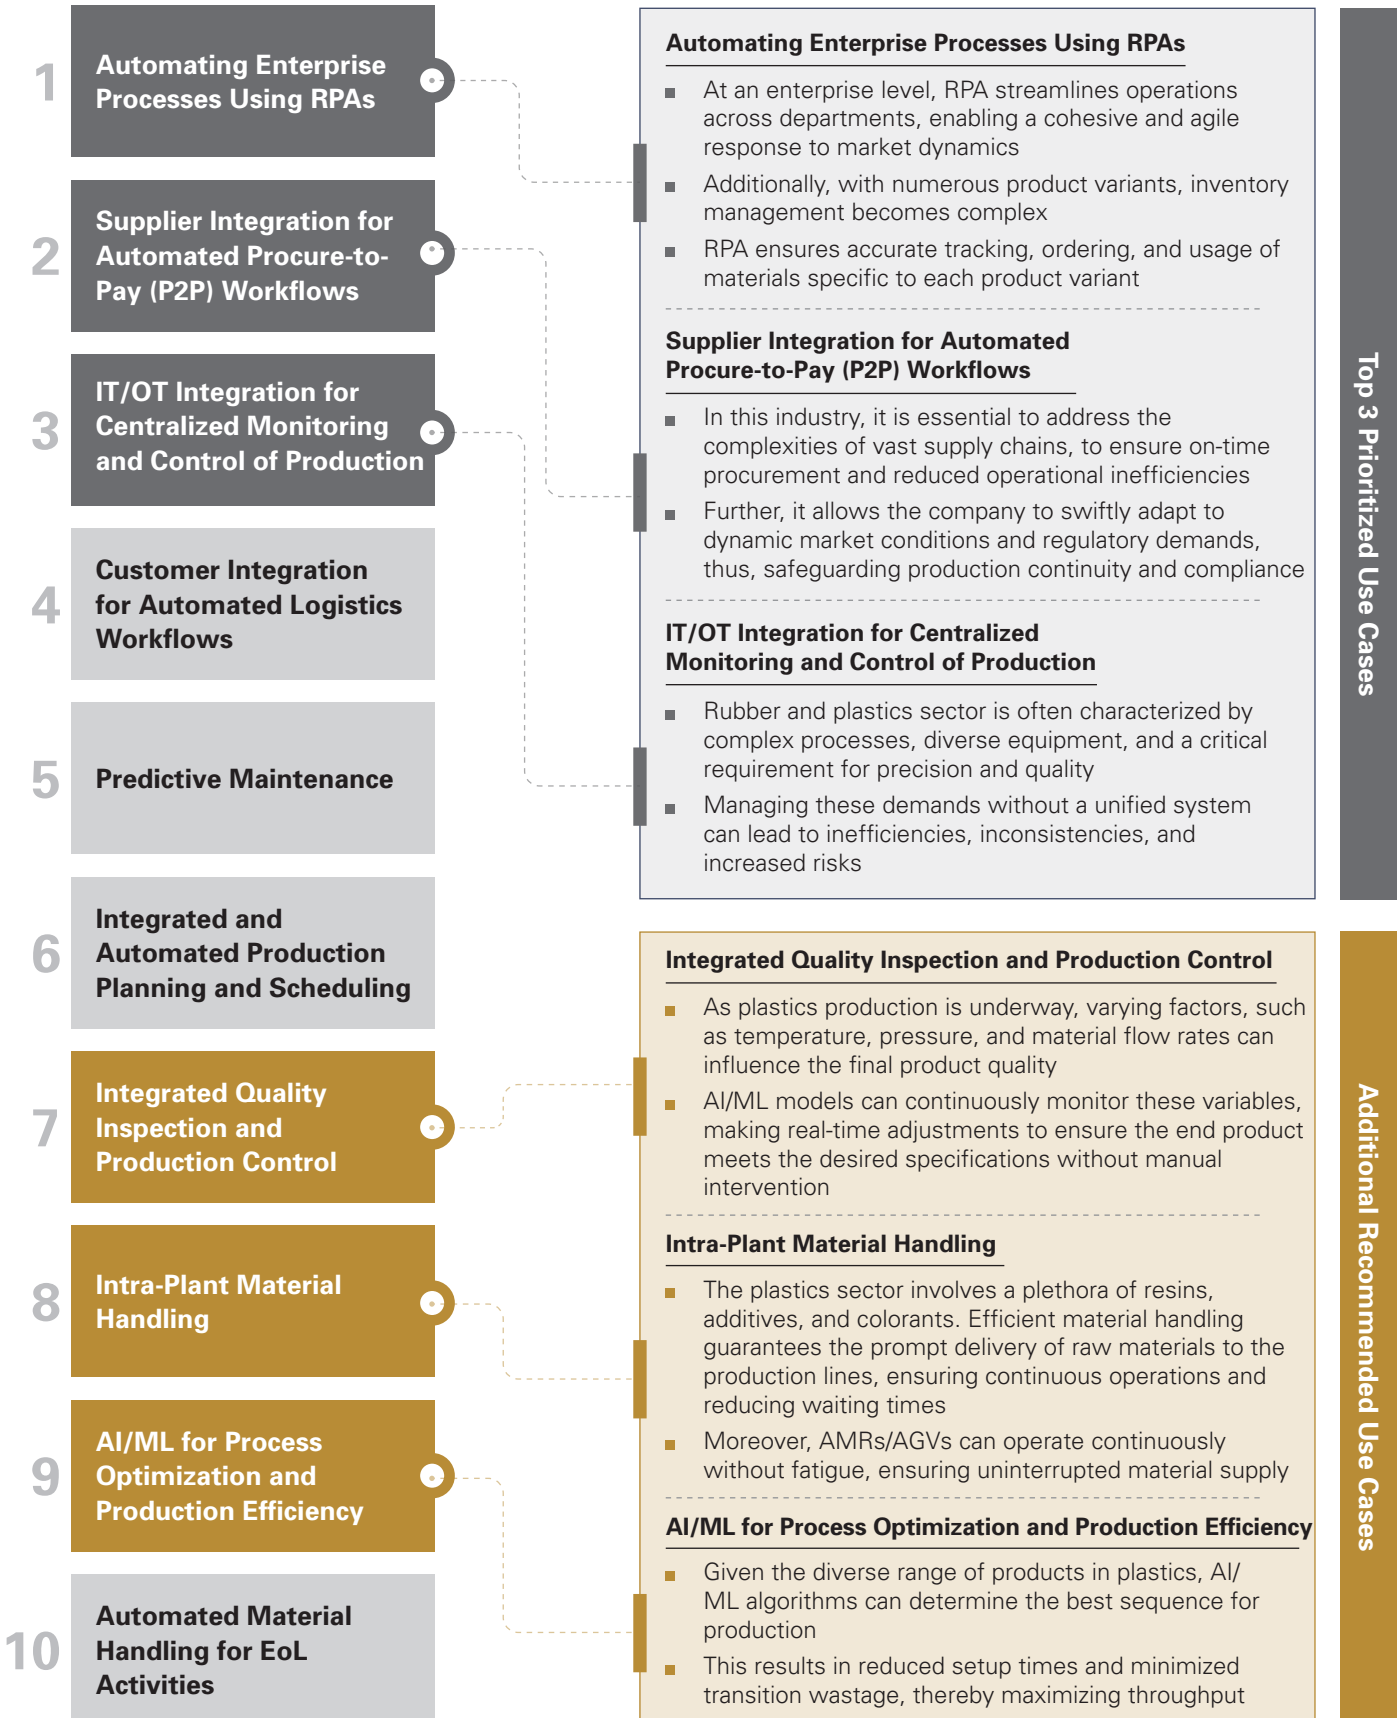 1
Automating Enterprise
Processes Using RPAs
2
Supplier Integration for
Automated Procure-to-
Pay (P2P) Workflows
3
IT/OT Integration for
Centralized Monitoring
and Control of Production
4
Customer Integration
for Automated Logistics
Workflows
5
Predictive Maintenance
6
Integrated and
Automated Production
Planning and Scheduling
7
Integrated Quality
Inspection and
Production Control
8
Intra-Plant Material
Handling
9
AI/ML for Process
Optimization and
Production Efficiency
10
Automated Material
Handling for EoL
Activities
Automating Enterprise Processes Using RPAs
At an enterprise level, RPA streamlines operations
across departments, enabling a cohesive and agile
response to market dynamics
Additionally, with numerous product variants, inventory
management becomes complex
RPA ensures accurate tracking, ordering, and usage of
materials specific to each product variant
Supplier Integration for Automated
Procure-to-Pay (P2P) Workflows
In this industry, it is essential to address the
complexities of vast supply chains, to ensure on-time
procurement and reduced operational inefficiencies
Further, it allows the company to swiftly adapt to
dynamic market conditions and regulatory demands,
thus, safeguarding production continuity and compliance
IT/OT Integration for Centralized
Monitoring and Control of Production
Rubber and plastics sector is often characterized by
complex processes, diverse equipment, and a critical
requirement for precision and quality
Managing these demands without a unified system
can lead to inefficiencies, inconsistencies, and
increased risks
Top 3 Prioritized Use Cases
Integrated Quality Inspection and Production Control
As plastics production is underway, varying factors, such
as temperature, pressure, and material flow rates can
influence the final product quality
AI/ML models can continuously monitor these variables,
making real-time adjustments to ensure the end product
meets the desired specifications without manual
intervention
Intra-Plant Material Handling
The plastics sector involves a plethora of resins,
additives, and colorants. Efficient material handling
guarantees the prompt delivery of raw materials to the
production lines, ensuring continuous operations and
reducing waiting times
Moreover, AMRs/AGVs can operate continuously
without fatigue, ensuring uninterrupted material supply
AI/ML for Process Optimization and Production Efficiency
Given the diverse range of products in plastics, AI/
ML algorithms can determine the best sequence for
production
This results in reduced setup times and minimized
transition wastage, thereby maximizing throughput
Additional Recommended Use Cases